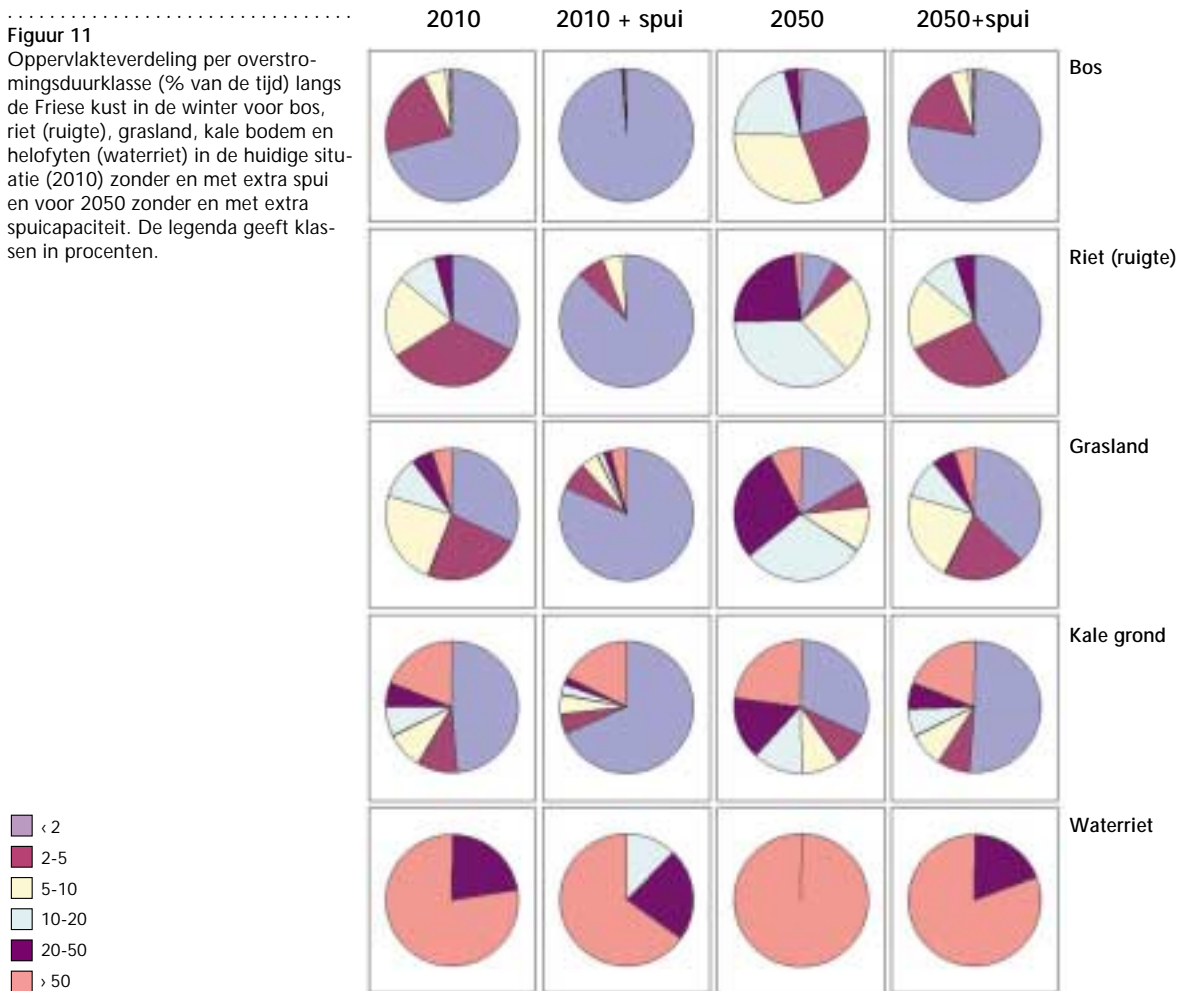 . . . . . . . . . . . . . . . . . . . . . . . . . . . . . . . . . .
Figuur 11
Oppervlakteverdeling per overstro-
mingsduurklasse (% van de tijd) langs
de Friese kust in de winter voor bos,
riet (ruigte), grasland, kale bodem en
helofyten (waterriet) in de huidige situ-
atie (2010) zonder en met extra spui
en voor 2050 zonder en met extra
spuicapaciteit. De legenda geeft klas-
sen in procenten.
2010 2010 + spui 2050 2050+spui
Bos
Riet (ruigte)
Grasland
Kale grond
Waterriet
‹ 2
2-5
5-10
10-20
20-50
› 50